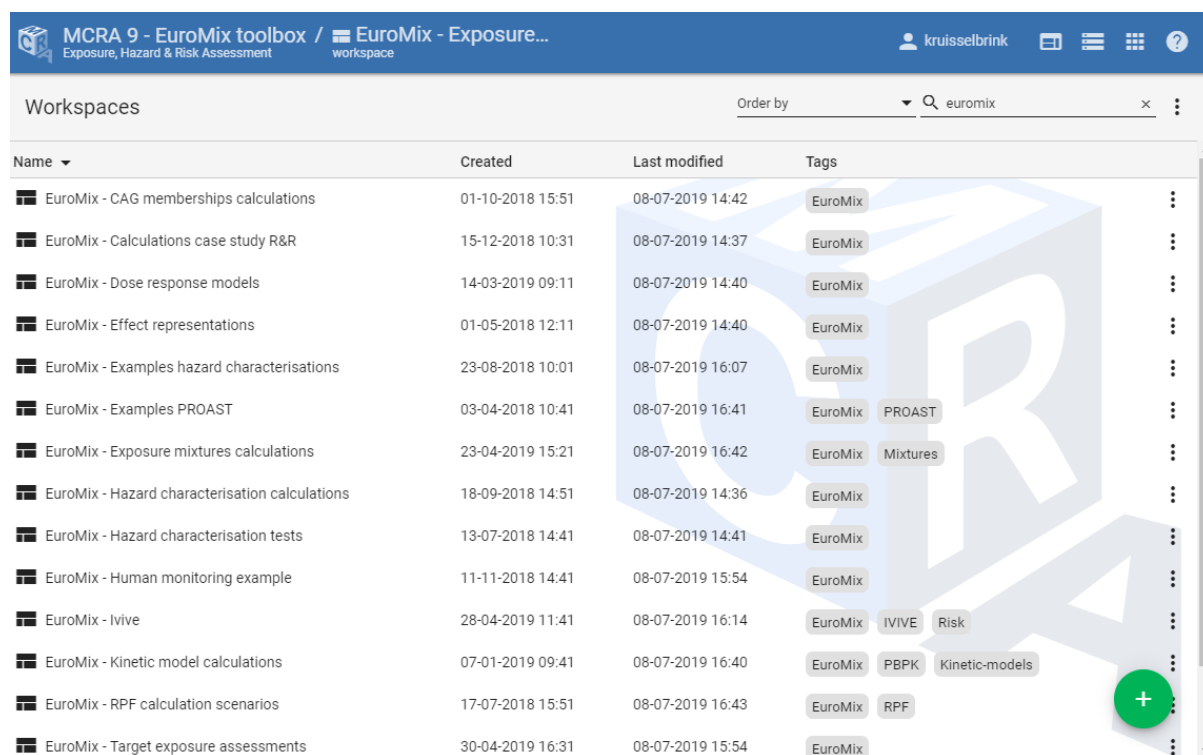 MCRA 9 - EuroMix toolbox / EuroMix - Exposure...
Exposure, Hazard & Risk Assessment workspace
kruisselbrink
Workspaces
Order by euromix
Name Created Last modified Tags
EuroMix - CAG memberships calculations 01-10-2018 15:51 08-07-2019 14:42 EuroMix
EuroMix - Calculations case study R&R 15-12-2018 10:31 08-07-2019 14:37 EuroMix
EuroMix - Dose response models 14-03-2019 09:11 08-07-2019 14:40 EuroMix
EuroMix - Effect representations 01-05-2018 12:11 08-07-2019 14:40 EuroMix
EuroMix - Examples hazard characterisations 23-08-2018 10:01 08-07-2019 16:07 EuroMix
EuroMix - Examples PROAST 03-04-2018 10:41 08-07-2019 16:41 EuroMix PROAST
EuroMix - Exposure mixtures calculations 23-04-2019 15:21 08-07-2019 16:42 EuroMix Mixtures
EuroMix - Hazard characterisation calculations 18-09-2018 14:51 08-07-2019 14:36 EuroMix
EuroMix - Hazard characterisation tests 13-07-2018 14:41 08-07-2019 14:41 EuroMix
EuroMix - Human monitoring example 11-11-2018 14:41 08-07-2019 15:54 EuroMix
EuroMix - Ivive 28-04-2019 11:41 08-07-2019 16:14 EuroMix IVIVE Risk
EuroMix - Kinetic model calculations 07-01-2019 09:41 08-07-2019 16:40 EuroMix PBPK Kinetic-models
EuroMix - RPF calculation scenarios 17-07-2018 15:51 08-07-2019 16:43 EuroMix RPF
EuroMix - Target exposure assessments 30-04-2019 16:31 08-07-2019 15:54 EuroMix
MCRA